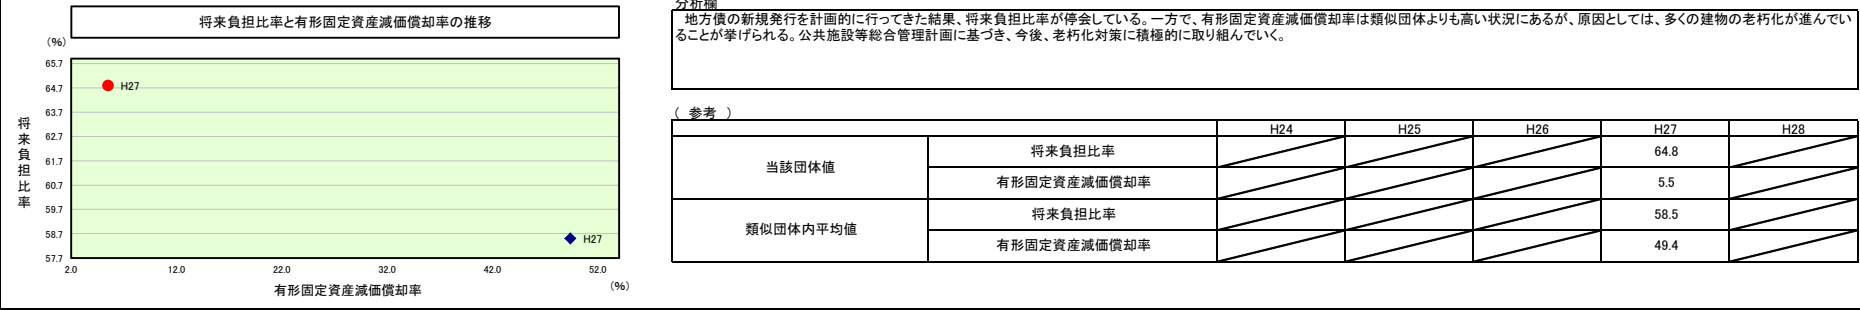 将来負担比率と有形固定資産減価償却率の推移
(%)
65.7
64.7
63.7
62.7
61.7
60.7
59.7
58.7
57.7
将来負担比率
H27
H27
2.0 12.0 22.0 32.0 42.0 52.0
有形固定資産減価償却率
(%)
分析欄
地方債の新規発行を計画的に行ってきた結果、将来負担比率が停会している。一方で、有形固定資産減価償却率は類似団体よりも高い状況にあるが、原因としては、多くの建物の老朽化が進んでい
ることが挙げられる。公共施設等総合管理計画に基づき、今後、老朽化対策に積極的に取り組んでいく。
( 参考 )
H24 H25 H26 H27 H28
当該団体値
将来負担比率 64.8
有形固定資産減価償却率 5.5
類似団体内平均値
将来負担比率 58.5
有形固定資産減価償却率 49.4